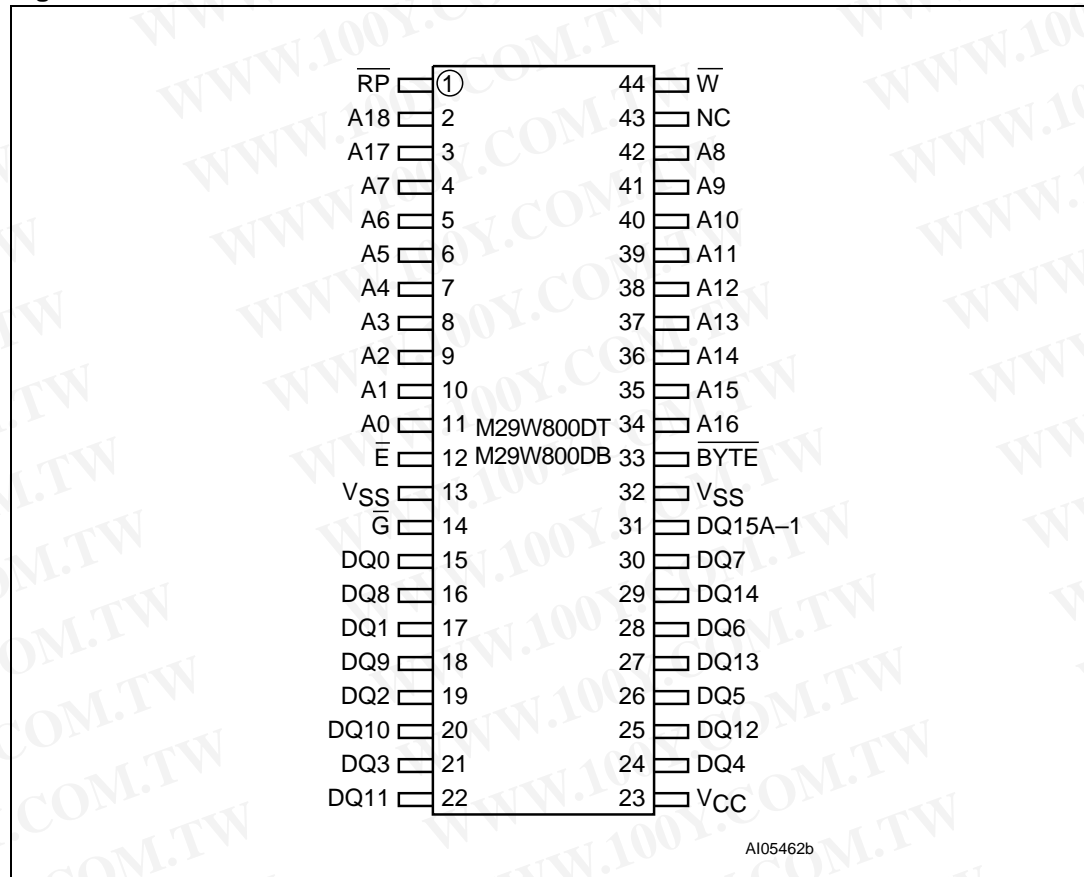 R̅P̅ 1 44 W̅
A18 2 43 NC
A17 3 42 A8
A7 4 41 A9
A6 5 40 A10
A5 6 39 A11
A4 7 38 A12
A3 8 37 A13
A2 9 36 A14
A1 10 35 A15
A0 11 M29W800DT 34 A16
E̅ 12 M29W800DB 33 B̅Y̅T̅E̅
VSS 13 32 VSS
G̅ 14 31 DQ15A–1
DQ0 15 30 DQ7
DQ8 16 29 DQ14
DQ1 17 28 DQ6
DQ9 18 27 DQ13
DQ2 19 26 DQ5
DQ10 20 25 DQ12
DQ3 21 24 DQ4
DQ11 22 23 VCC
AI05462b
WWW.100Y.COM.TW